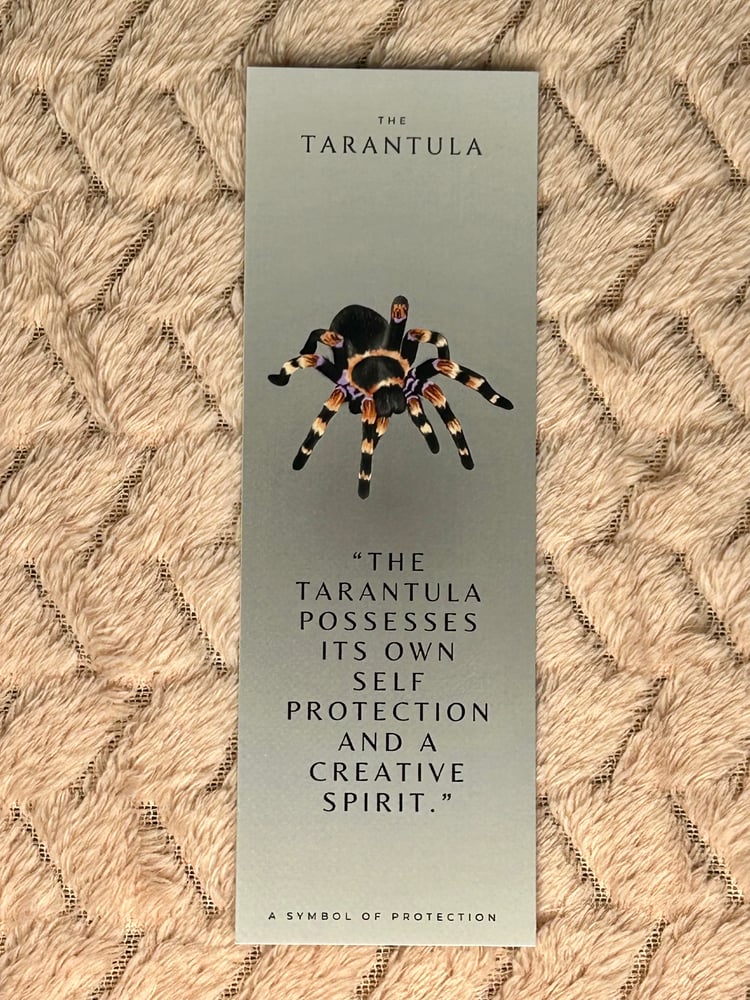 THE
TARANTULA
“THE
TARANTULA
POSSESSES
ITS OWN
SELF
PROTECTION
AND A
CREATIVE
SPIRIT.”
A SYMBOL OF PROTECTION